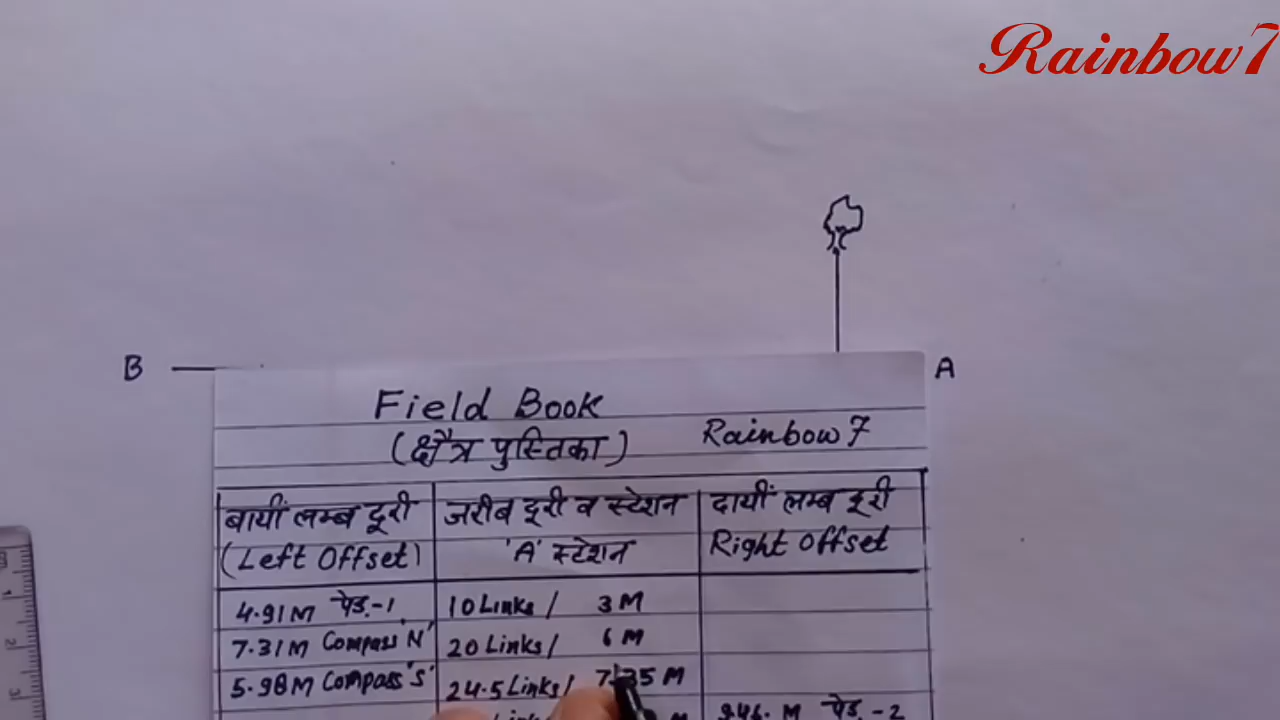 Rainbow7
B
A
Field Book
(क्षैत्र पुस्तिका) Rainbow 7
बायीं लम्ब दूरी जरीब दूरी व स्टेशन दायीं लम्ब दूरी
(Left Offset) 'A' स्टेशन Right Offset
4.91M पेड़-1 10 Links / 3 M
7.31M Compass 'N' 20 Links / 6 M
5.98M Compass 'S' 24.5 Links / 7.35 M
M पेड़-2